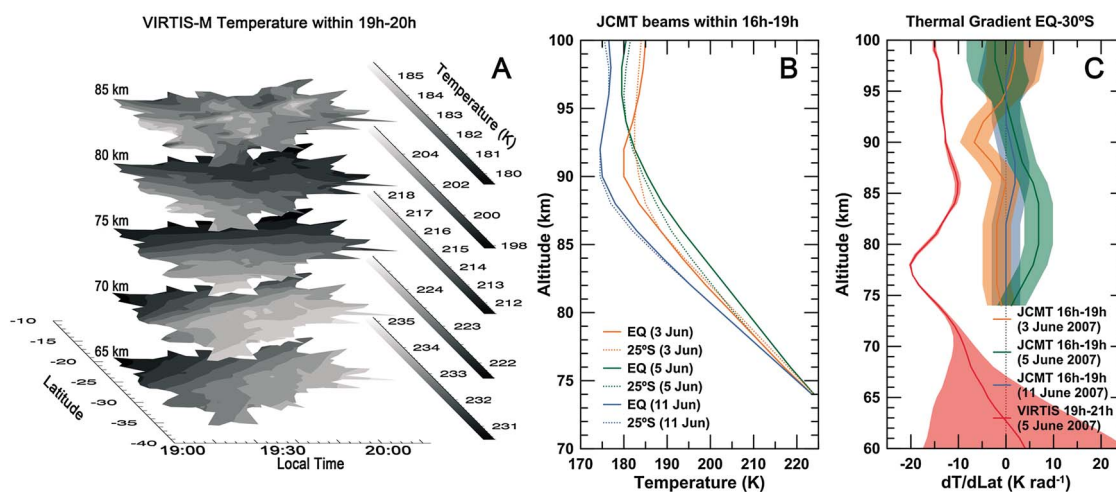 VIRTIS-M Temperature within 19h-20h
A
85 km
80 km
75 km
70 km
65 km
Temperature (K)
185
184
183
182
181
180
204
202
200
198
218
217
216
215
214
213
212
224
223
222
235
234
233
232
231
-10
-15
-20
-25
-30
-35
-40
Latitude
19:00
19:30
20:00
Local Time
JCMT beams within 16h-19h
B
100
95
90
85
80
75
70
Altitude (km)
EQ (3 Jun)
25ºS (3 Jun)
EQ (5 Jun)
25ºS (5 Jun)
EQ (11 Jun)
25ºS (11 Jun)
170
180
190
200
210
220
Temperature (K)
Thermal Gradient EQ-30ºS
C
100
95
90
85
80
75
70
65
60
Altitude (km)
JCMT 16h-19h
(3 June 2007)
JCMT 16h-19h
(5 June 2007)
JCMT 16h-19h
(11 June 2007)
VIRTIS 19h-21h
(5 June 2007)
-20
-10
0
10
20
dT/dLat (K rad⁻¹)